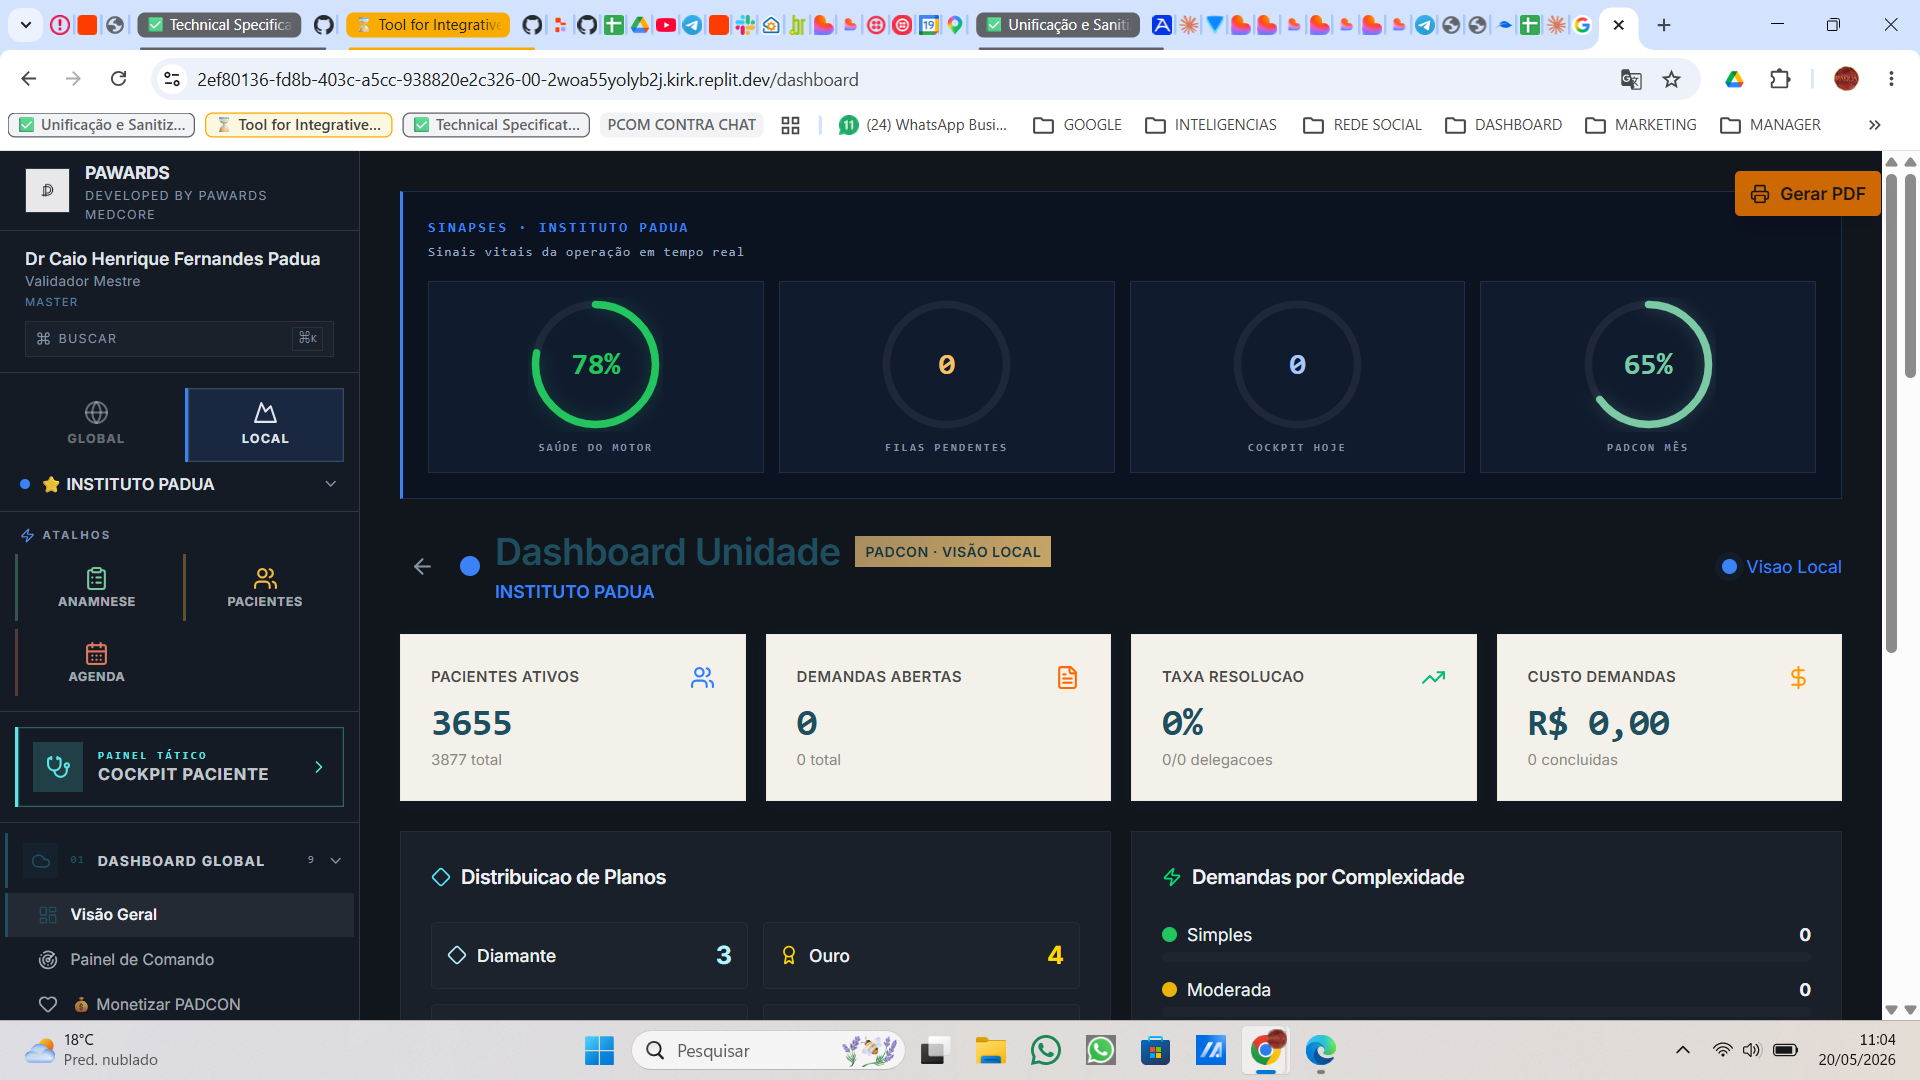 Technical Specifica
Tool for Integrative
Unificação e Saniti
2ef80136-fd8b-403c-a5cc-938820e2c326-00-2woa55yolyb2j.kirk.replit.dev/dashboard
Unificação e Sanitiz...
Tool for Integrative...
Technical Specificat...
PCOM CONTRA CHAT
(24) WhatsApp Busi...
GOOGLE
INTELIGENCIAS
REDE SOCIAL
DASHBOARD
MARKETING
MANAGER
PAWARDS
DEVELOPED BY PAWARDS
MEDCORE
Dr Caio Henrique Fernandes Padua
Validador Mestre
MASTER
BUSCAR
⌘K
GLOBAL
LOCAL
INSTITUTO PADUA
ATALHOS
ANAMNESE
PACIENTES
AGENDA
PAINEL TÁTICO
COCKPIT PACIENTE
01 DASHBOARD GLOBAL 9
Visão Geral
Painel de Comando
Monetizar PADCON
Gerar PDF
SINAPSES · INSTITUTO PADUA
Sinais vitais da operação em tempo real
78%
SAÚDE DO MOTOR
0
FILAS PENDENTES
0
COCKPIT HOJE
65%
PADCON MÊS
Dashboard Unidade
PADCON · VISÃO LOCAL
INSTITUTO PADUA
Visao Local
PACIENTES ATIVOS
3655
3877 total
DEMANDAS ABERTAS
0
0 total
TAXA RESOLUCAO
0%
0/0 delegacoes
CUSTO DEMANDAS
R$ 0,00
0 concluidas
Distribuicao de Planos
Diamante 3
Ouro 4
Demandas por Complexidade
Simples 0
Moderada 0
18°C
Pred. nublado
Pesquisar
11:04
20/05/2026